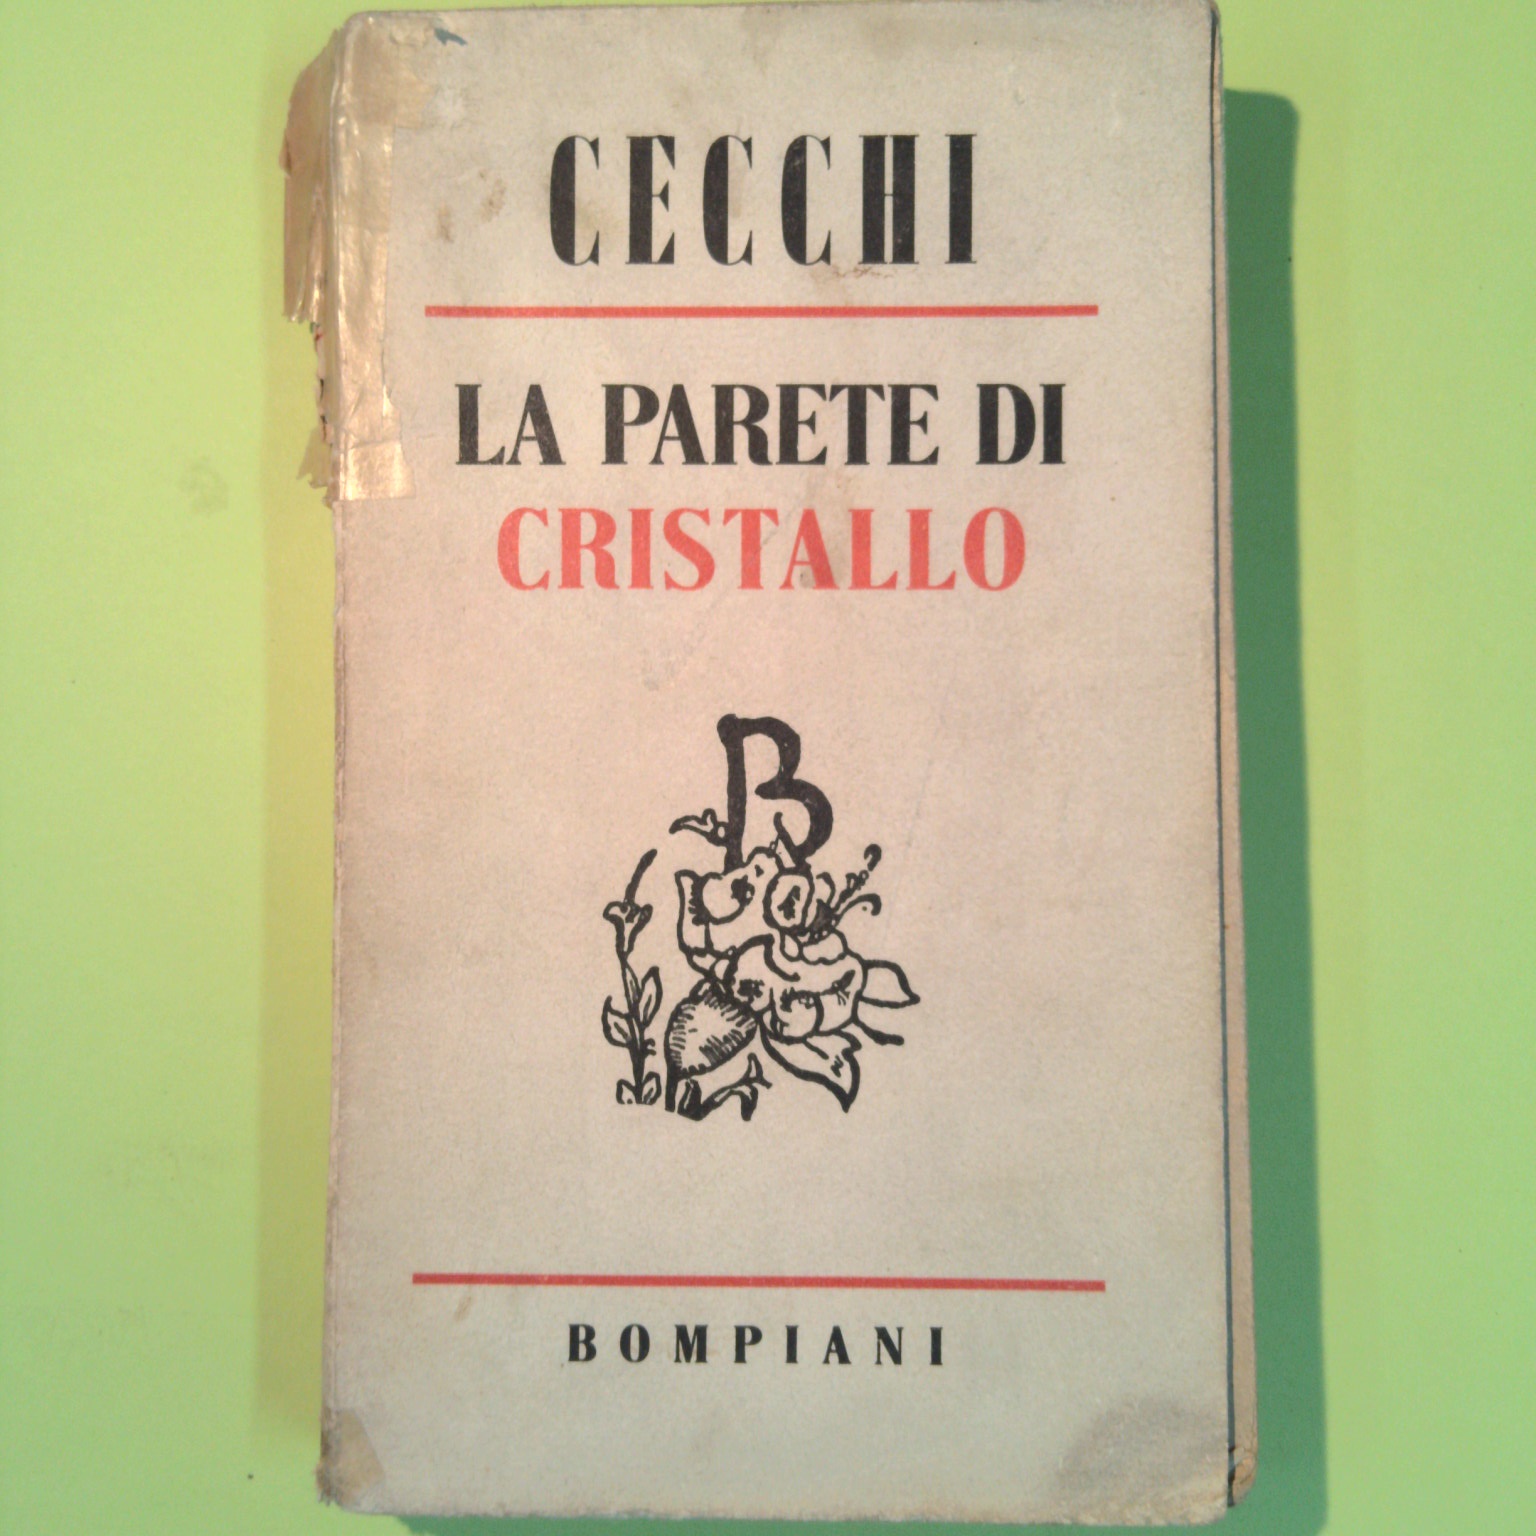 CECCHI
LA PARETE DI
CRISTALLO
B
BOMPIANI